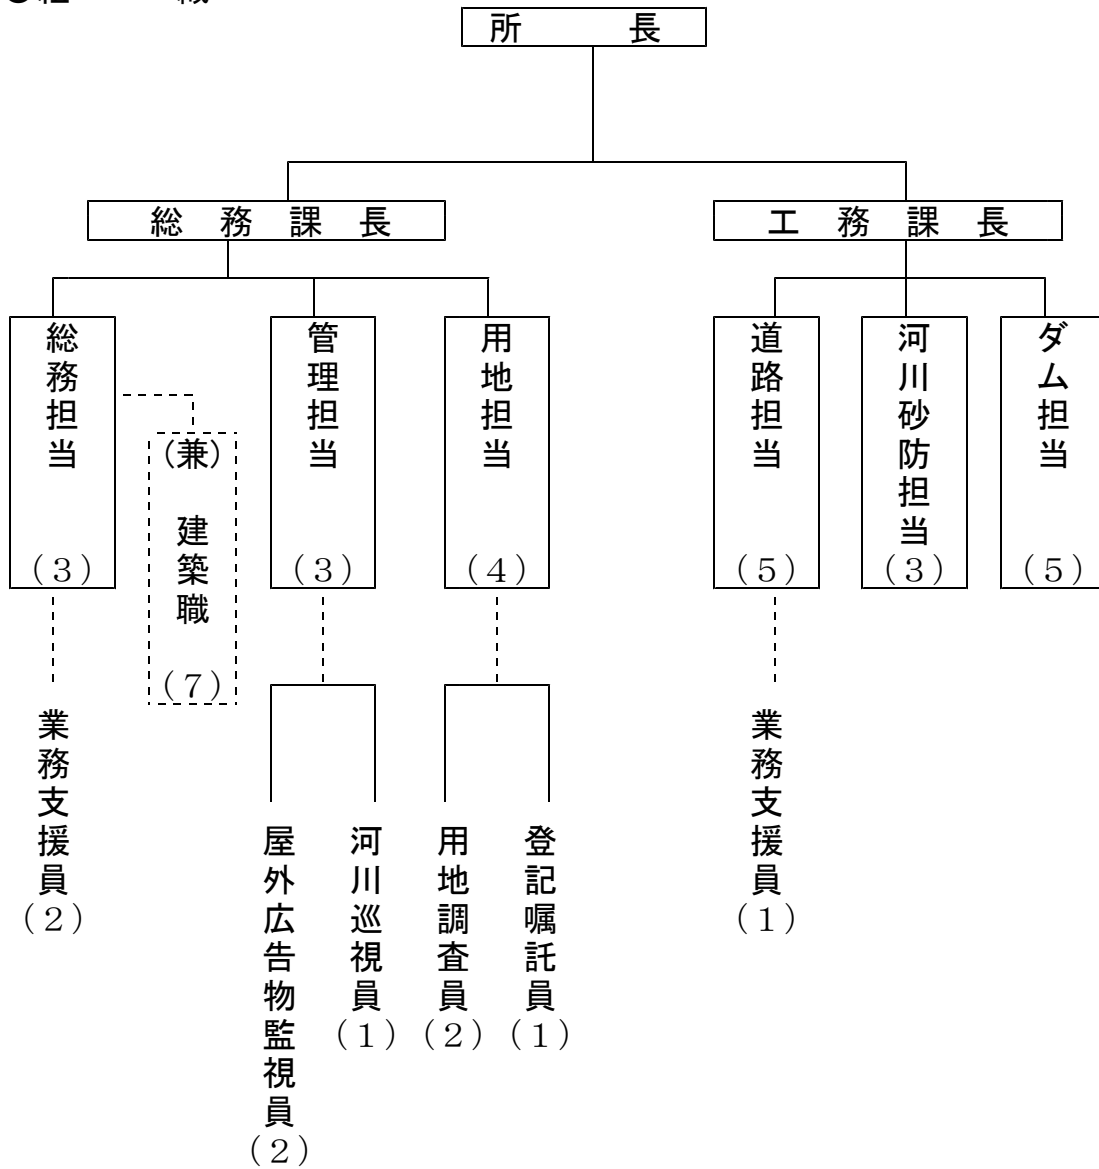 所　　　長
総　務　課　長
工　務　課　長
総務担当
（３）
（兼）　建築職
（７）
管理担当
（３）
用地担当
（４）
道路担当
（５）
河川砂防担当
（３）
ダム担当
（５）
業務支援員
（２）
屋外広告物監視員
（２）
河川巡視員
（１）
用地調査員
（２）
登記嘱託員
（１）
業務支援員
（１）